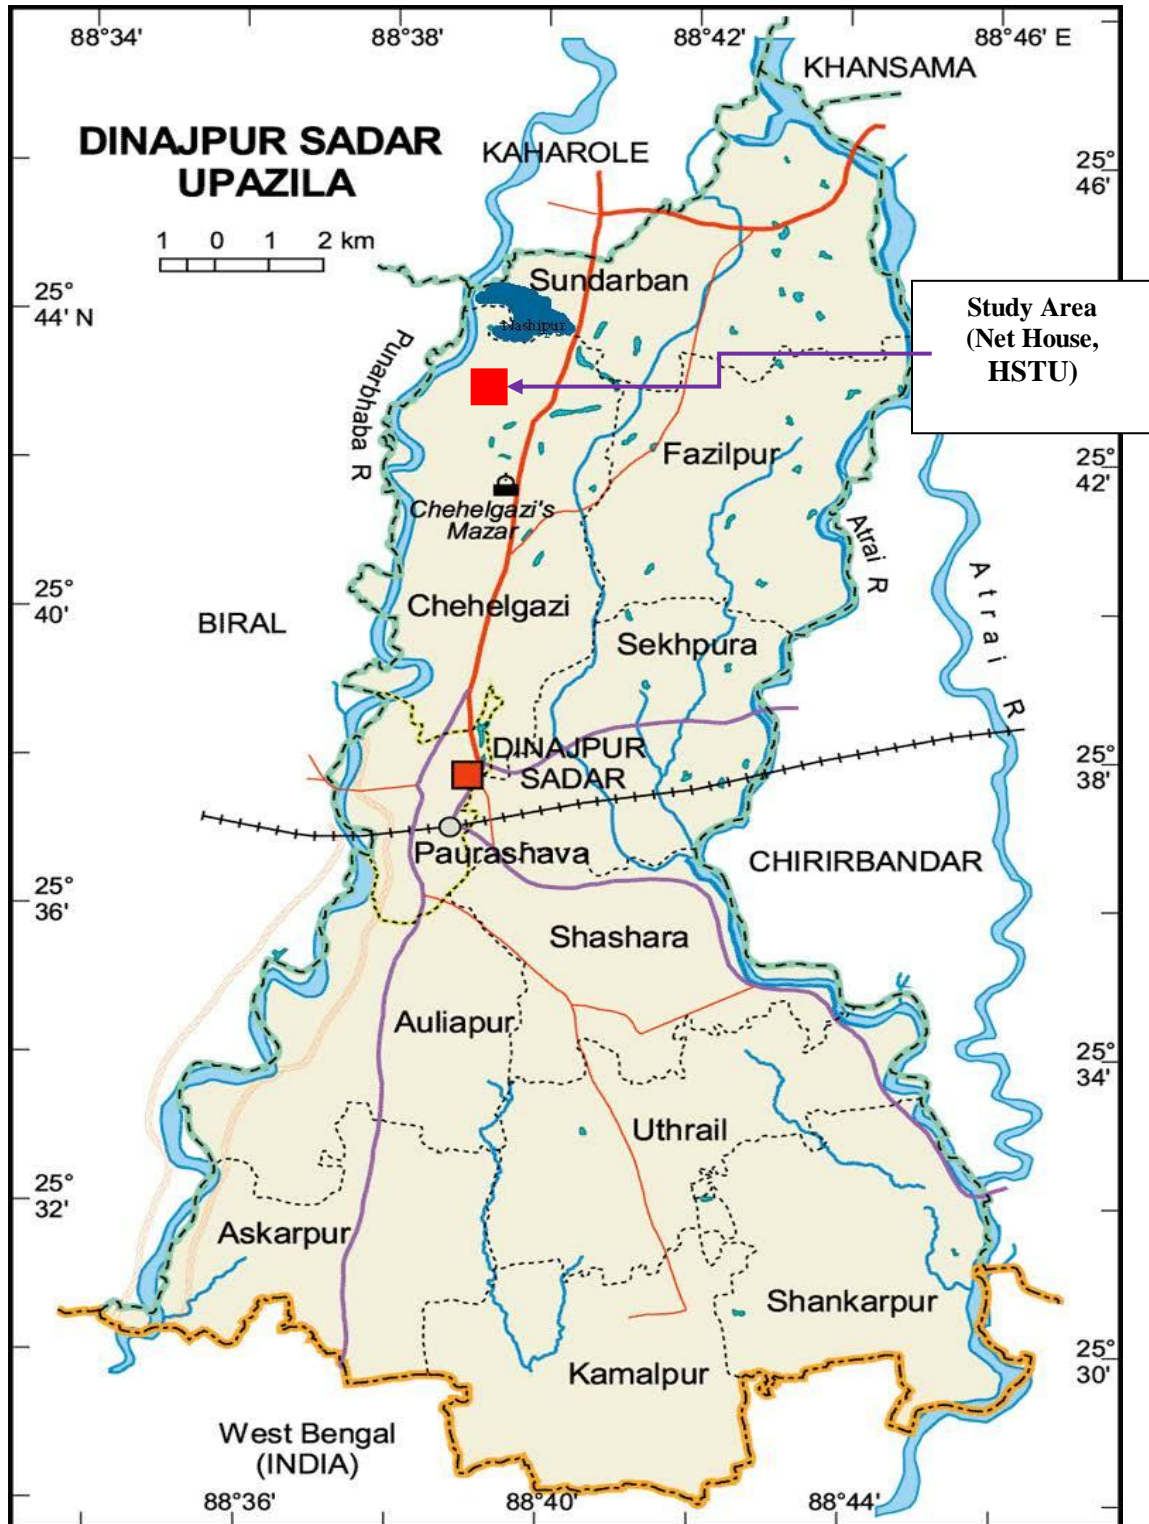 88°34'
88°38'
88°42'
88°46' E
KHANSAMA
DINAJPUR SADAR
UPAZILA
KAHAROLE
25°
46'
1 0 1 2 km
Sundarban
25°
44' N
Nashipur
Study Area
(Net House,
HSTU)
Punarbhaba R
Fazilpur
25°
42'
Chehelgazi's
Mazar
Atrai R
Atrai R
25°
40'
Chehelgazi
BIRAL
Sekhpura
DINAJPUR
SADAR
25°
38'
Paurashava
CHIRIRBANDAR
25°
36'
Shashara
Auliapur
25°
34'
Uthrail
25°
32'
Askarpur
Shankarpur
25°
30'
Kamalpur
West Bengal
(INDIA)
88°36'
88°40'
88°44'